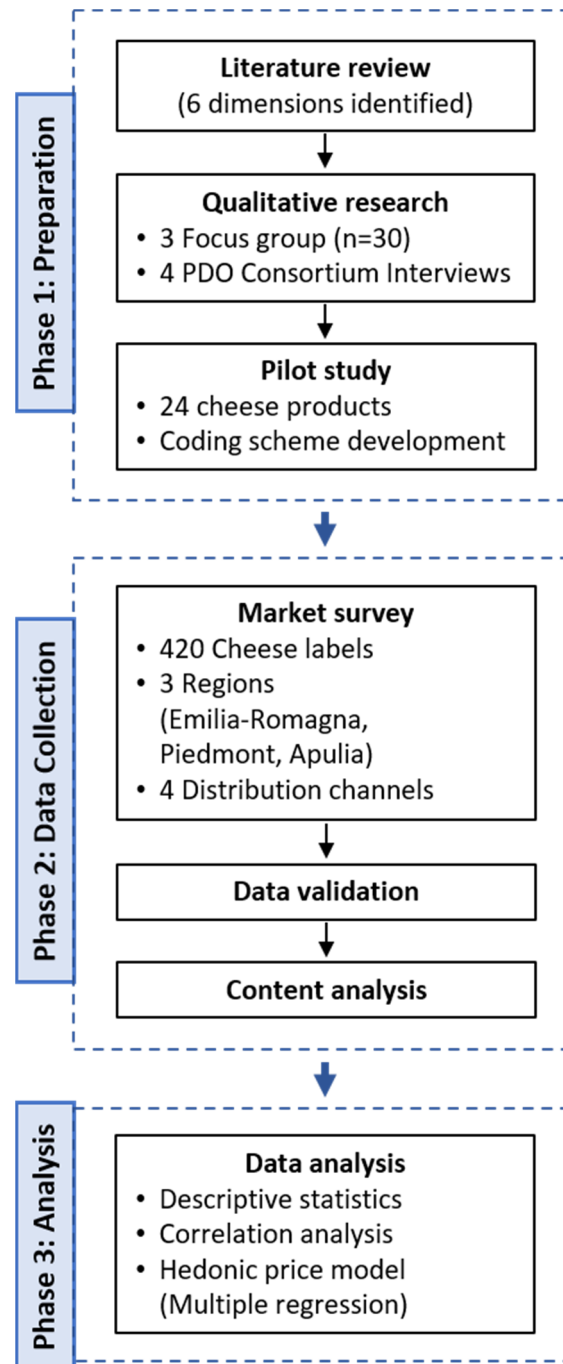 Phase 1: Preparation
Literature review
(6 dimensions identified)
Qualitative research
• 3 Focus group (n=30)
• 4 PDO Consortium Interviews
Pilot study
• 24 cheese products
• Coding scheme development
Phase 2: Data Collection
Market survey
• 420 Cheese labels
• 3 Regions
(Emilia-Romagna,
Piedmont, Apulia)
• 4 Distribution channels
Data validation
Content analysis
Phase 3: Analysis
Data analysis
• Descriptive statistics
• Correlation analysis
• Hedonic price model
(Multiple regression)